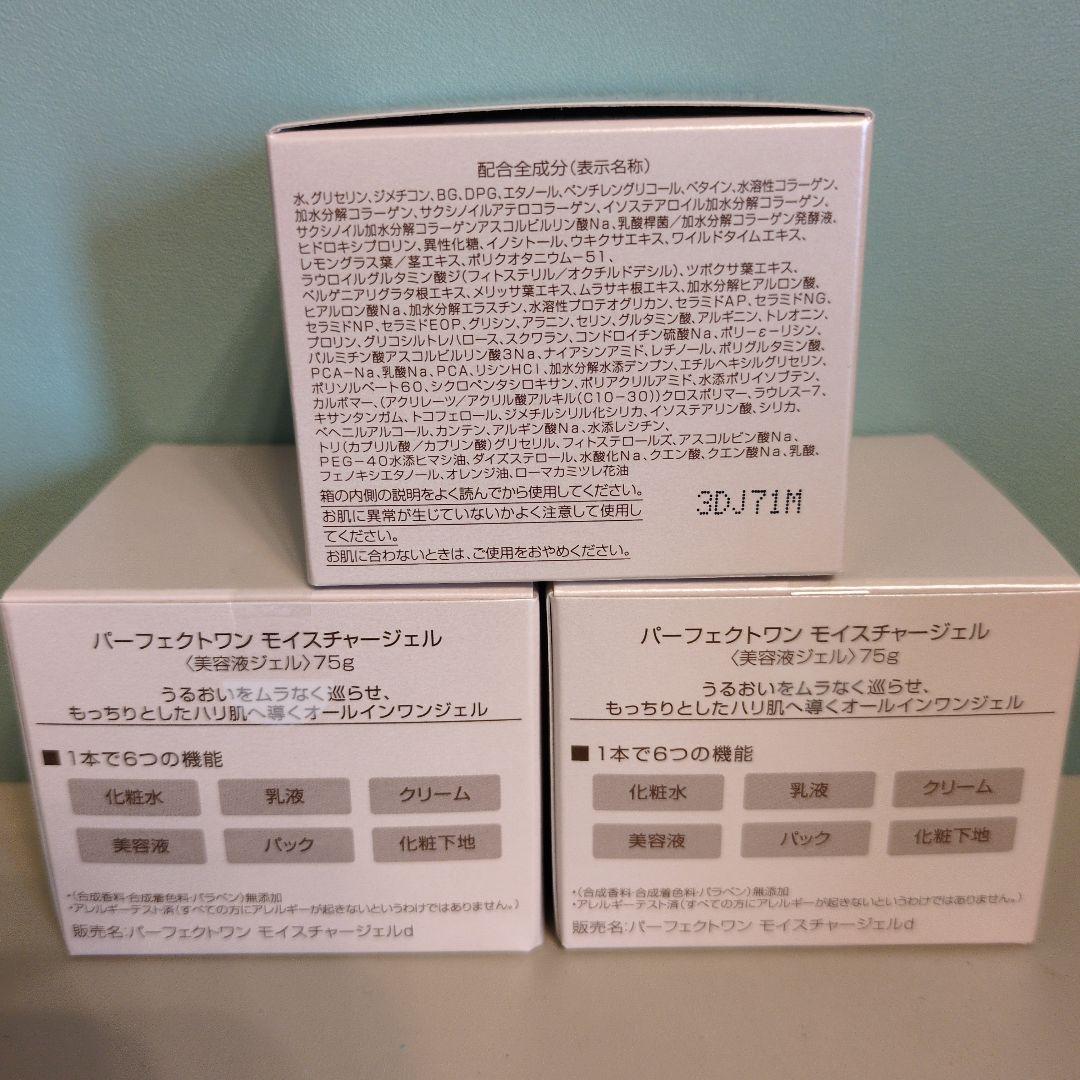 配合全成分(表示名称)
水、グリセリン、ジメチコン、BG、DPG、エタノール、ペンチレングリコール、ベタイン、水溶性コラーゲン、
加水分解コラーゲン、サクシノイルアテロコラーゲン、イソステアロイル加水分解コラーゲン、
サクシノイル加水分解コラーゲンアスコルビルリン酸Na、乳酸桿菌/加水分解コラーゲン発酵液、
ヒドロキシプロリン、異性化糖、イノシトール、ウキクサエキス、ワイルドタイムエキス、
レモングラス葉/茎エキス、ポリクオタニウム-51、
ラウロイルグルタミン酸ジ(フィトステリル/オクチルドデシル)、ツボクサ葉エキス、
ベルゲニアリグラタ根エキス、メリッサ葉エキス、ムラサキ根エキス、加水分解ヒアルロン酸、
ヒアルロン酸Na、加水分解エラスチン、水溶性プロテオグリカン、セラミドAP、セラミドNG、
セラミドNP、セラミドEOP、グリシン、アラニン、セリン、グルタミン酸、アルギニン、トレオニン、
プロリン、グリコシルトレハロース、スクワラン、コンドロイチン硫酸Na、ポリ-ε-リシン、
パルミチン酸アスコルビルリン酸3Na、ナイアシンアミド、レチノール、ポリグルタミン酸、
PCA-Na、乳酸Na、PCA、リシンHCl、加水分解水添デンプン、エチルヘキシルグリセリン、
ポリソルベート60、シクロペンタシロキサン、ポリアクリルアミド、水添ポリイソブテン、
カルボマー、(アクリレーツ/アクリル酸アルキル(C10-30))クロスポリマー、ラウレス-7、
キサンタンガム、トコフェロール、ジメチルシリル化シリカ、イソステアリン酸、シリカ、
ベヘニルアルコール、カンテン、アルギン酸Na、水添レシチン、
トリ(カプリル酸/カプリン酸)グリセリル、フィトステロールズ、アスコルビン酸Na、
PEG-40水添ヒマシ油、ダイズステロール、水酸化Na、クエン酸、クエン酸Na、乳酸、
フェノキシエタノール、オレンジ油、ローマカミツレ花油
箱の内側の説明をよく読んでから使用してください。
お肌に異常が生じていないかよく注意して使用し
てください。
お肌に合わないときは、ご使用をおやめください。
3DJ71M
パーフェクトワン モイスチャージェル
〈美容液ジェル〉75g
うるおいをムラなく巡らせ、
もっちりとしたハリ肌へ導くオールインワンジェル
■1本で6つの機能
化粧水 乳液 クリーム
美容液 パック 化粧下地
・(合成香料・合成着色料・パラベン)無添加
・アレルギーテスト済(すべての方にアレルギーが起きないというわけではありません。)
販売名:パーフェクトワン モイスチャージェルd
パーフェクトワン モイスチャージェル
〈美容液ジェル〉75g
うるおいをムラなく巡らせ、
もっちりとしたハリ肌へ導くオールインワンジェル
■1本で6つの機能
化粧水 乳液 クリーム
美容液 パック 化粧下地
・(合成香料・合成着色料・パラベン)無添加
・アレルギーテスト済(すべての方にアレルギーが起きないというわけではありません。)
販売名:パーフェクトワン モイスチャージェルd